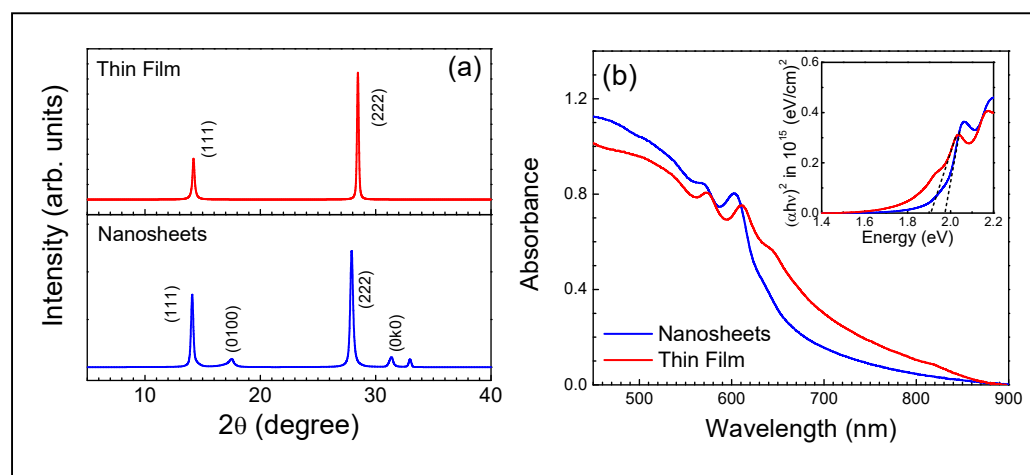 (a)
Thin Film
(111)
(222)
Nanosheets
(111)
(0100)
(222)
(0k0)
Intensity (arb. units)
10 20 30 40
2θ (degree)
(b)
1.2
0.8
0.4
0.0
Absorbance
Nanosheets
Thin Film
500 600 700 800 900
Wavelength (nm)
0.6
0.4
0.3
0.1
0.0
(αhν)² in 10¹⁵ (eV/cm)²
1.4 1.6 1.8 2.0 2.2
Energy (eV)